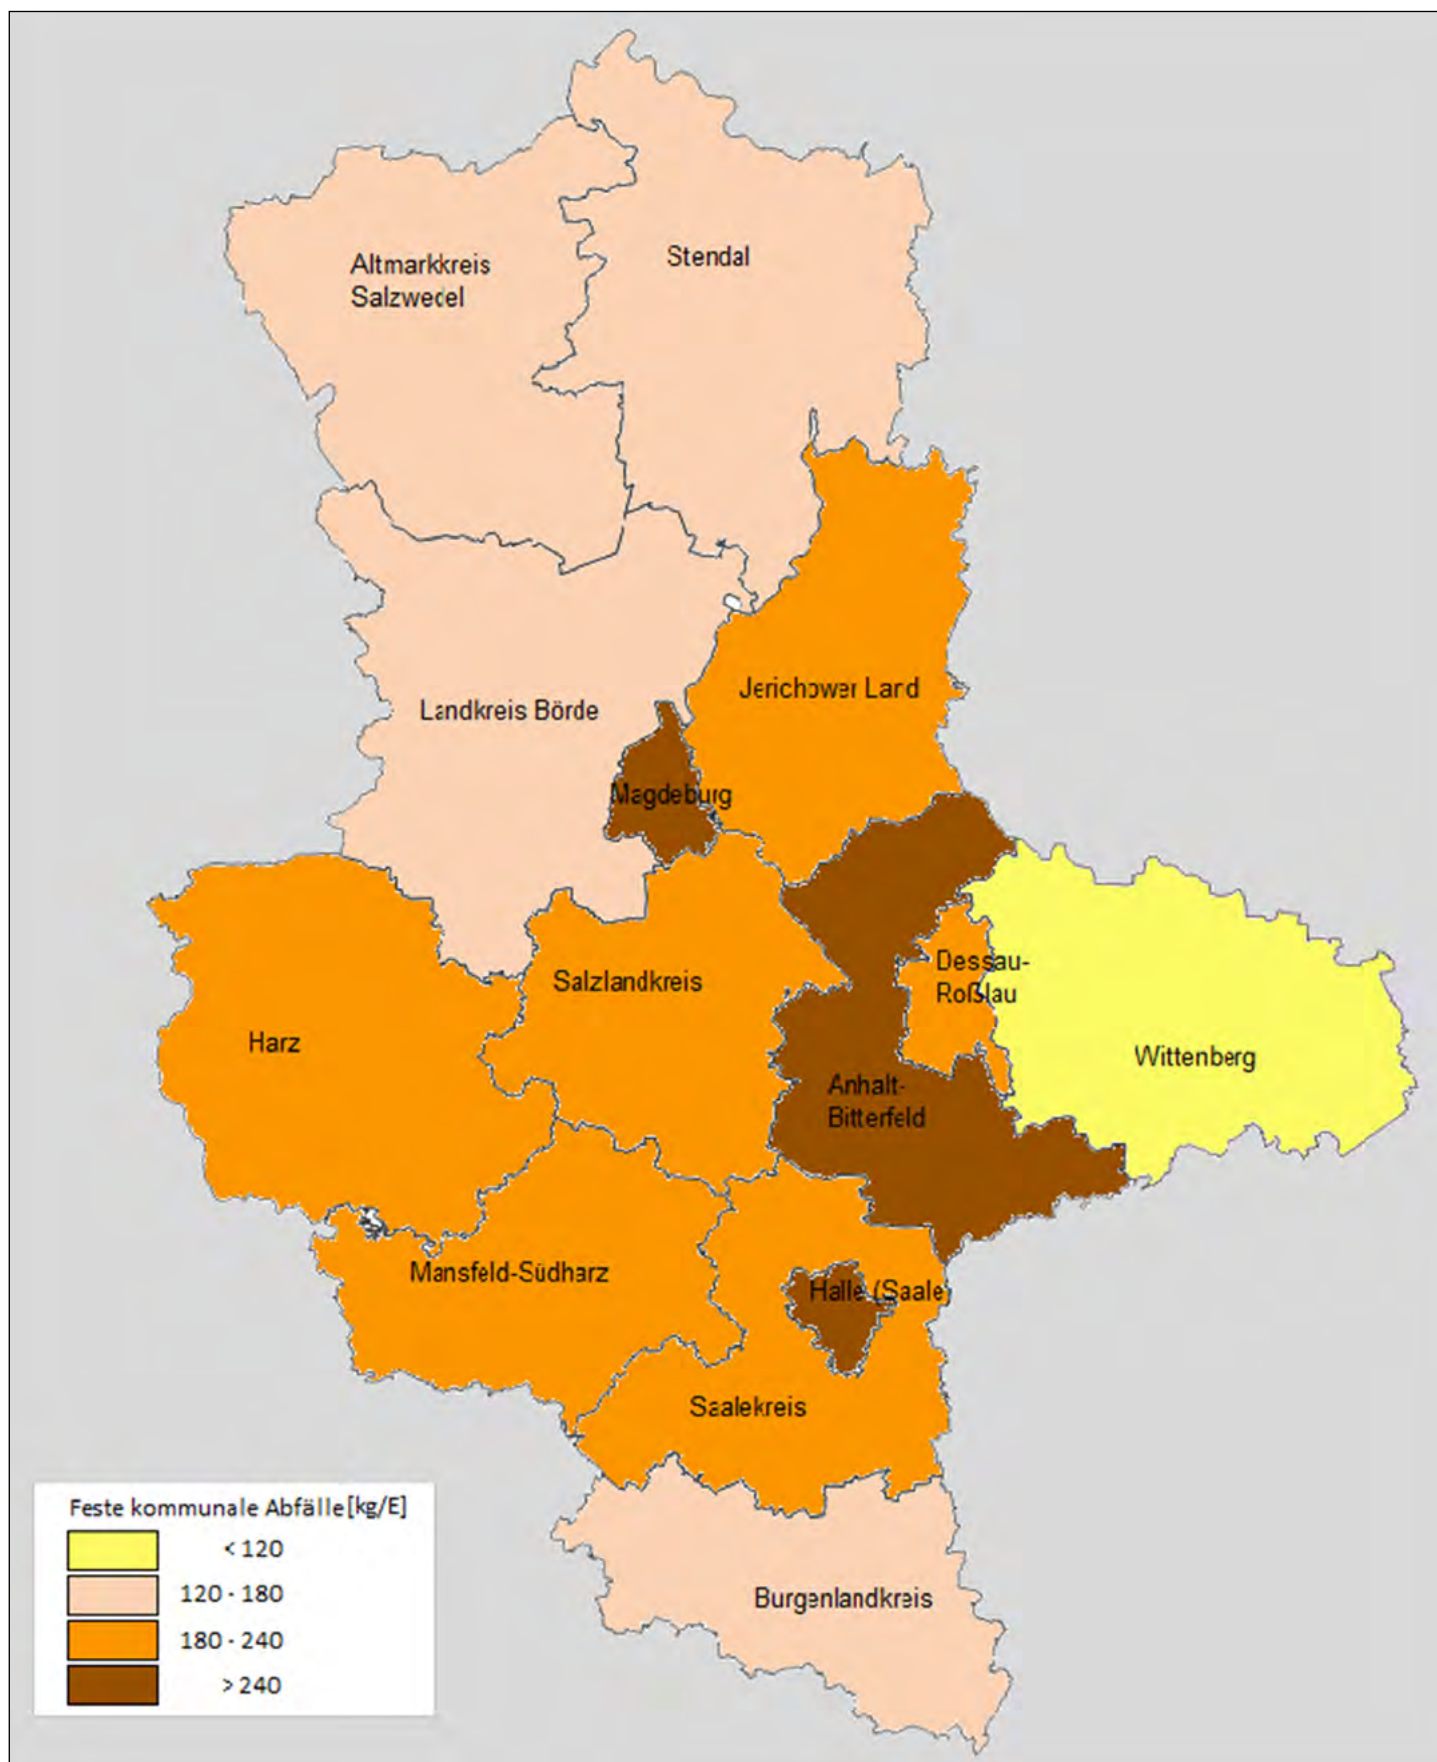 Altmarkkreis
Salzwedel
Stendal
Jerichower Land
Landkreis Börde
Magdeburg
Dessau-
Roßlau
Salzlandkreis
Harz
Wittenberg
Anhalt-
Bitterfeld
Mansfeld-Südharz
Halle (Saale)
Saalekreis
Burgenlandkreis
Feste kommunale Abfälle [kg/E]
< 120
120 - 180
180 - 240
> 240